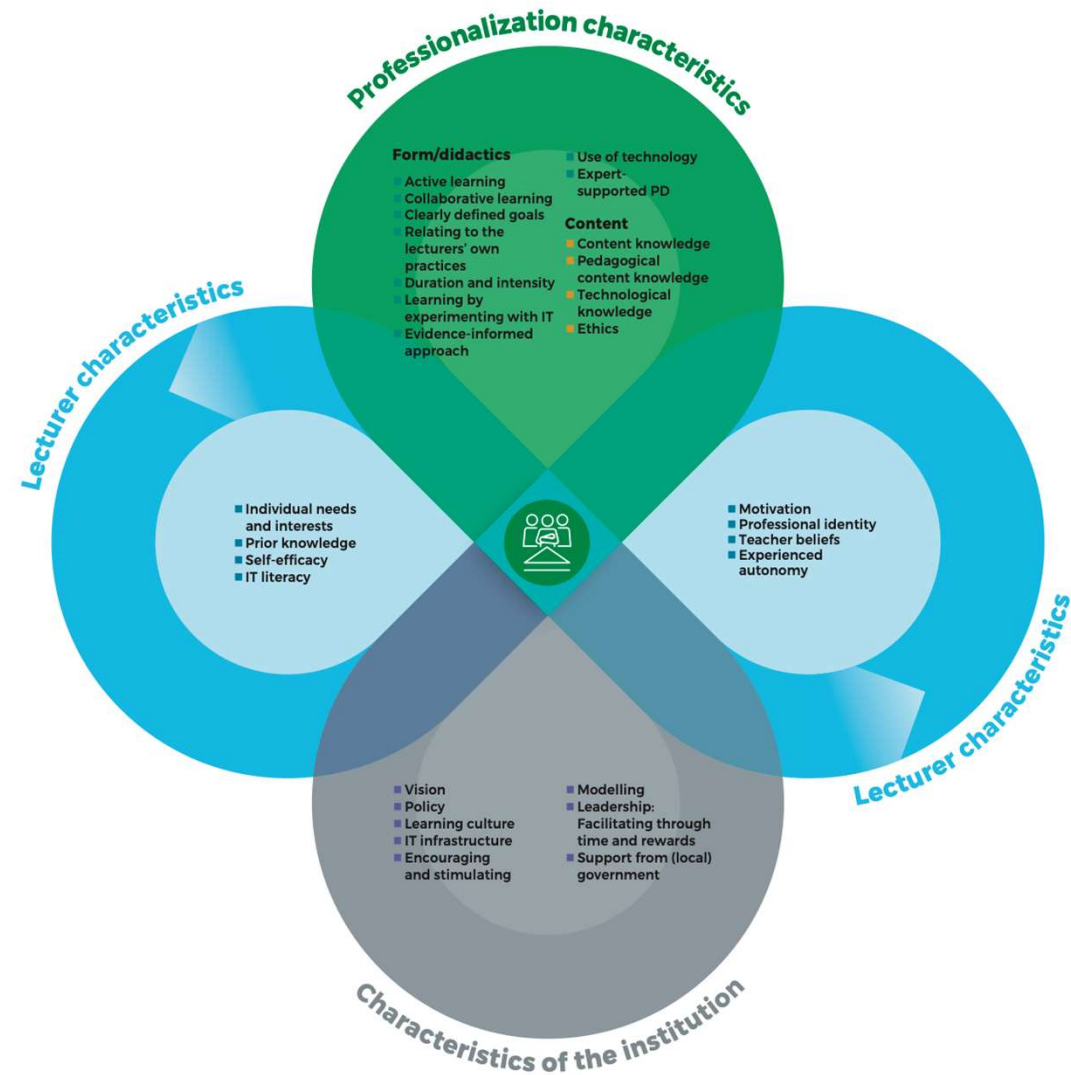 Professionalization characteristics
Form/didactics
Active learning
Collaborative learning
Clearly defined goals
Relating to the
lecturers' own
practices
Duration and intensity
Learning by
experimenting with IT
Evidence-informed
approach
Use of technology
Expert-
supported PD
Content
Content knowledge
Pedagogical
content knowledge
Technological
knowledge
Ethics
Lecturer characteristics
Individual needs
and interests
Prior knowledge
Self-efficacy
IT literacy
Motivation
Professional identity
Teacher beliefs
Experienced
autonomy
Lecturer characteristics
Vision
Policy
Learning culture
IT infrastructure
Encouraging
and stimulating
Modelling
Leadership:
Facilitating through
time and rewards
Support from (local)
government
Characteristics of the institution